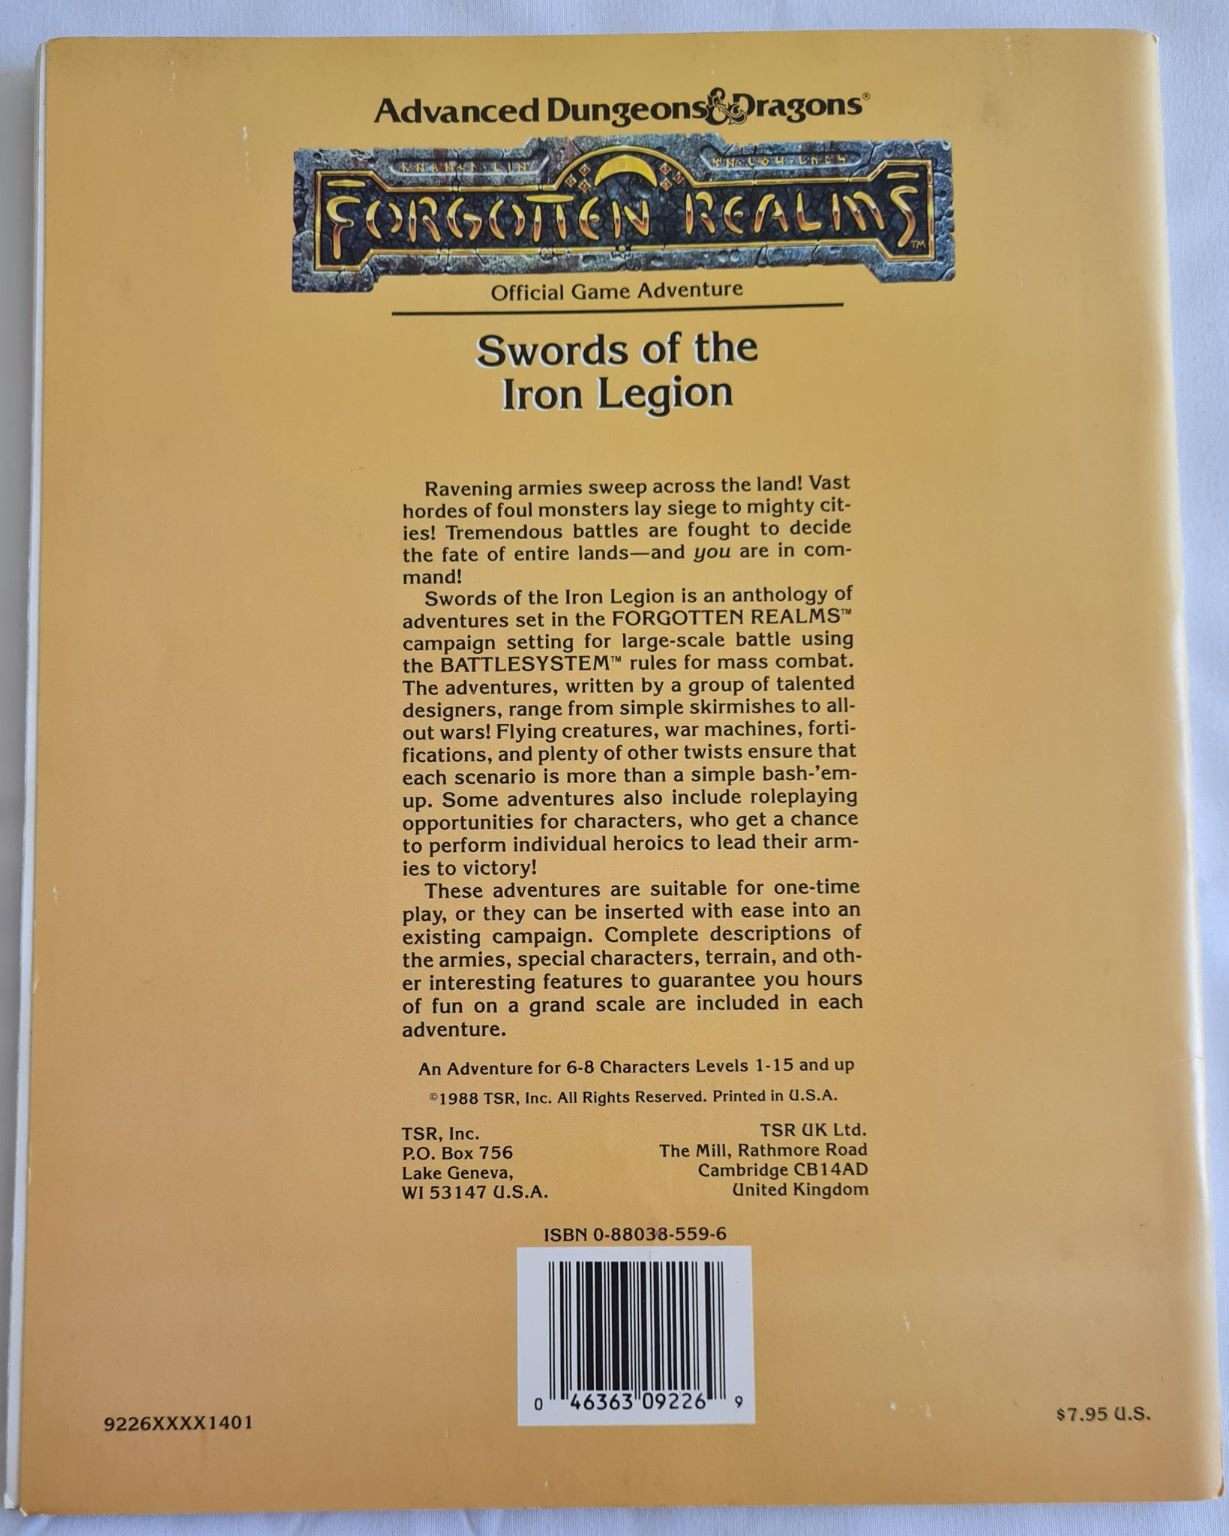 Advanced Dungeons & Dragons®
FORGOTTEN REALMS
TM
Official Game Adventure
Swords of the
Iron Legion
Ravening armies sweep across the land! Vast
hordes of foul monsters lay siege to mighty cit-
ies! Tremendous battles are fought to decide
the fate of entire lands—and you are in com-
mand!
Swords of the Iron Legion is an anthology of
adventures set in the FORGOTTEN REALMS™
campaign setting for large-scale battle using
the BATTLESYSTEM™ rules for mass combat.
The adventures, written by a group of talented
designers, range from simple skirmishes to all-
out wars! Flying creatures, war machines, forti-
fications, and plenty of other twists ensure that
each scenario is more than a simple bash-'em-
up. Some adventures also include roleplaying
opportunities for characters, who get a chance
to perform individual heroics to lead their arm-
ies to victory!
These adventures are suitable for one-time
play, or they can be inserted with ease into an
existing campaign. Complete descriptions of
the armies, special characters, terrain, and oth-
er interesting features to guarantee you hours
of fun on a grand scale are included in each
adventure.
An Adventure for 6-8 Characters Levels 1-15 and up
©1988 TSR, Inc. All Rights Reserved. Printed in U.S.A.
TSR, Inc.
P.O. Box 756
Lake Geneva,
WI 53147 U.S.A.
TSR UK Ltd.
The Mill, Rathmore Road
Cambridge CB14AD
United Kingdom
ISBN 0-88038-559-6
0 46363 09226 9
9226XXXX1401
$7.95 U.S.